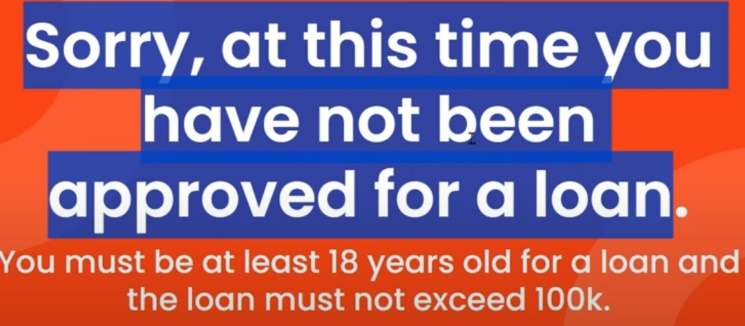 Sorry, at this time you
have not been
approved for a loan.
You must be at least 18 years old for a loan and
the loan must not exceed 100k.